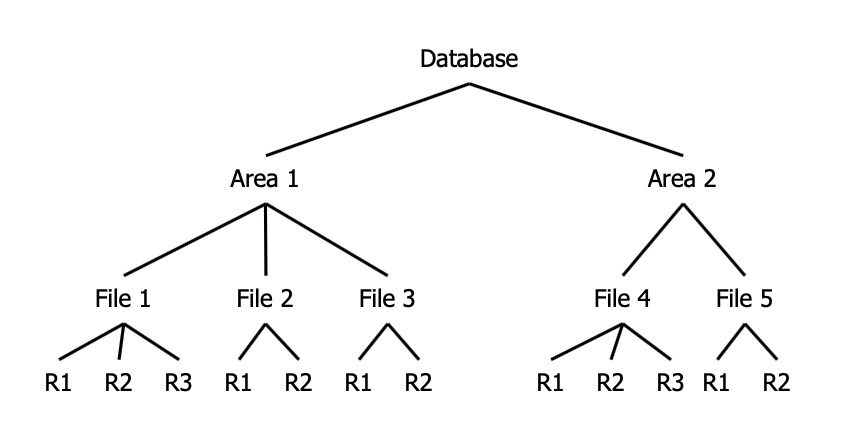 Database
Area 1 Area 2
File 1 File 2 File 3 File 4 File 5
R1 R2 R3 R1 R2 R1 R2 R1 R2 R3 R1 R2